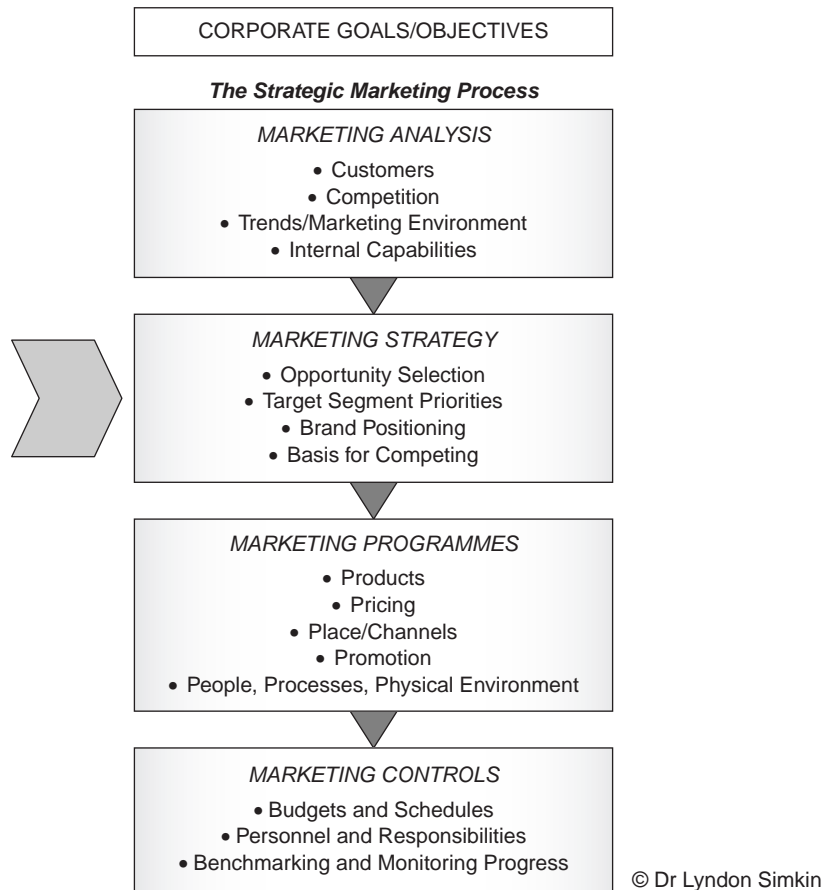 CORPORATE GOALS/OBJECTIVES
The Strategic Marketing Process
MARKETING ANALYSIS
• Customers
• Competition
• Trends/Marketing Environment
• Internal Capabilities
MARKETING STRATEGY
• Opportunity Selection
• Target Segment Priorities
• Brand Positioning
• Basis for Competing
MARKETING PROGRAMMES
• Products
• Pricing
• Place/Channels
• Promotion
• People, Processes, Physical Environment
MARKETING CONTROLS
• Budgets and Schedules
• Personnel and Responsibilities
• Benchmarking and Monitoring Progress
© Dr Lyndon Simkin